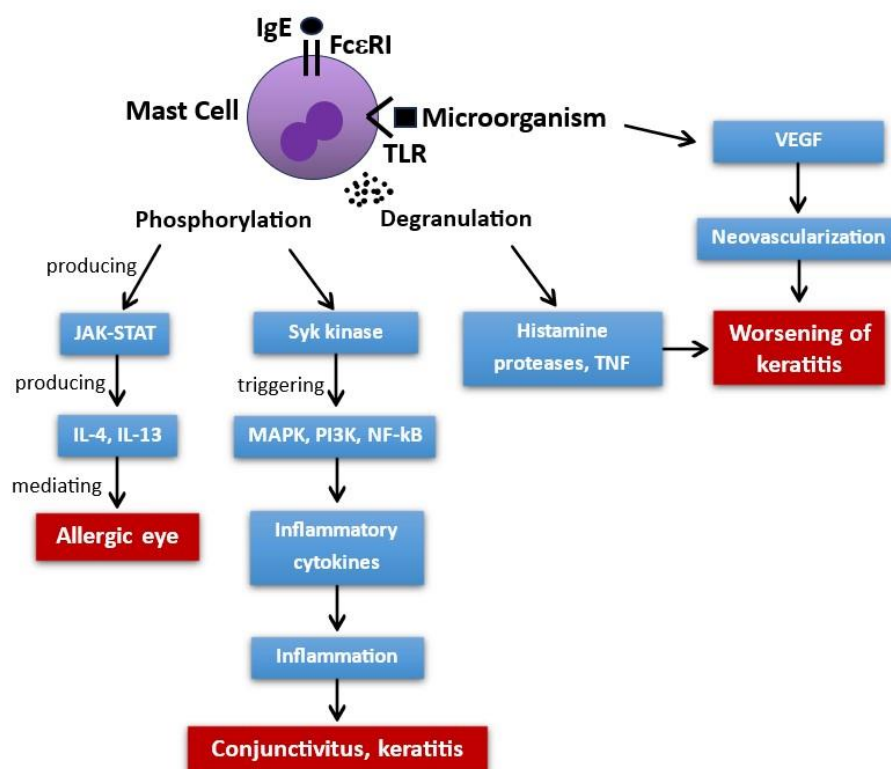 IgE
FcεRI
Mast Cell
Microorganism
TLR
VEGF
Phosphorylation
Degranulation
Neovascularization
producing
JAK-STAT
Syk kinase
Histamine
proteases, TNF
Worsening of
keratitis
producing
triggering
IL-4, IL-13
MAPK, PI3K, NF-kB
mediating
Allergic eye
Inflammatory
cytokines
Inflammation
Conjunctivitus, keratitis